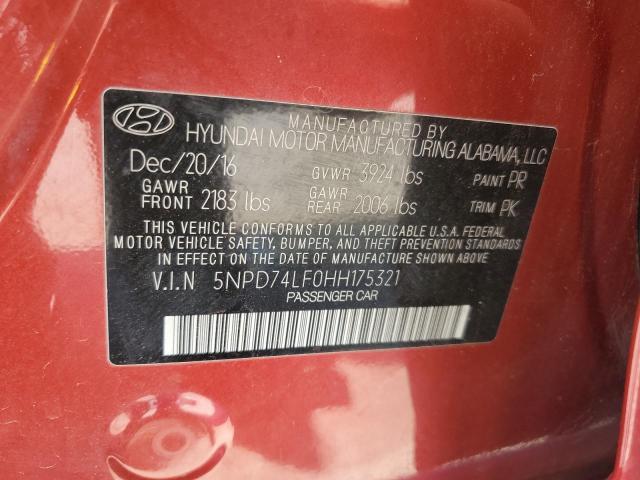 MANUFACTURED BY
HYUNDAI MOTOR MANUFACTURING ALABAMA, LLC
Dec/20/16 GVWR 3924 lbs PAINT PR
GAWR FRONT 2183 lbs GAWR REAR 2006 lbs TRIM PK
THIS VEHICLE CONFORMS TO ALL APPLICABLE U.S.A. FEDERAL
MOTOR VEHICLE SAFETY, BUMPER, AND THEFT PREVENTION STANDARDS
IN EFFECT ON THE DATE OF MANUFACTURE SHOWN ABOVE.
V.I.N 5NPD74LF0HH175321
PASSENGER CAR